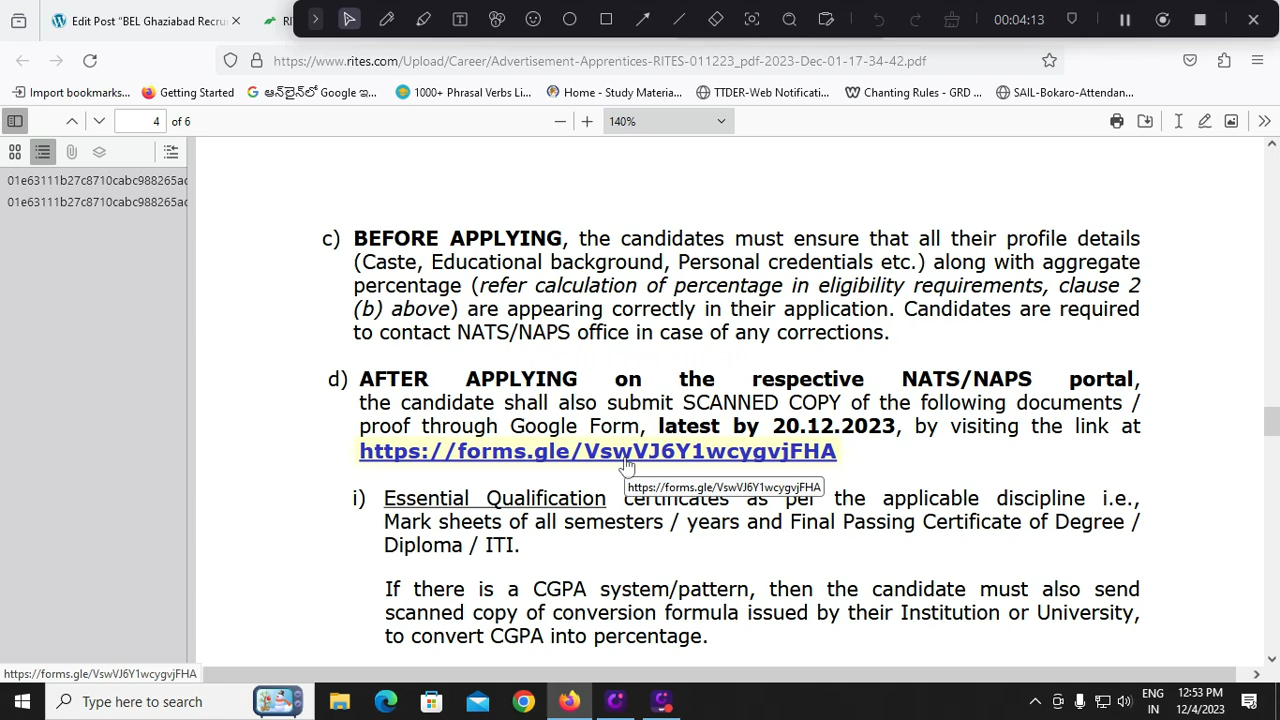 Edit Post “BEL Ghaziabad Recru
RI
00:04:13
https://www.rites.com/Upload/Career/Advertisement-Apprentices-RITES-011223_pdf-2023-Dec-01-17-34-42.pdf
Import bookmarks...
Getting Started
ఆన్‌లైన్‌లో Google ఇ...
1000+ Phrasal Verbs Li...
Home - Study Materia...
TTDER-Web Notificati...
Chanting Rules - GRD ...
SAIL-Bokaro-Attendan...
4 of 6
140%
01e63111b27c8710cabc988265ac
01e63111b27c8710cabc988265ac
c) BEFORE APPLYING, the candidates must ensure that all their profile details
(Caste, Educational background, Personal credentials etc.) along with aggregate
percentage (refer calculation of percentage in eligibility requirements, clause 2
(b) above) are appearing correctly in their application. Candidates are required
to contact NATS/NAPS office in case of any corrections.
d) AFTER APPLYING on the respective NATS/NAPS portal,
the candidate shall also submit SCANNED COPY of the following documents /
proof through Google Form, latest by 20.12.2023, by visiting the link at
https://forms.gle/VswVJ6Y1wcygvjFHA
https://forms.gle/VswVJ6Y1wcygvjFHA
i) Essential Qualification certificates as per the applicable discipline i.e.,
Mark sheets of all semesters / years and Final Passing Certificate of Degree /
Diploma / ITI.
If there is a CGPA system/pattern, then the candidate must also send
scanned copy of conversion formula issued by their Institution or University,
to convert CGPA into percentage.
https://forms.gle/VswVJ6Y1wcygvjFHA
Type here to search
ENG
IN
12:53 PM
12/4/2023